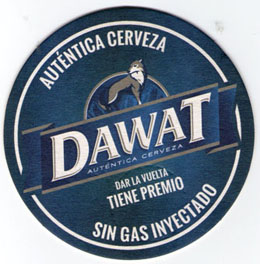 AUTÉNTICA CERVEZA
DAWAT
AUTÉNTICA CERVEZA
DAR LA VUELTA
TIENE PREMIO
SIN GAS INYECTADO